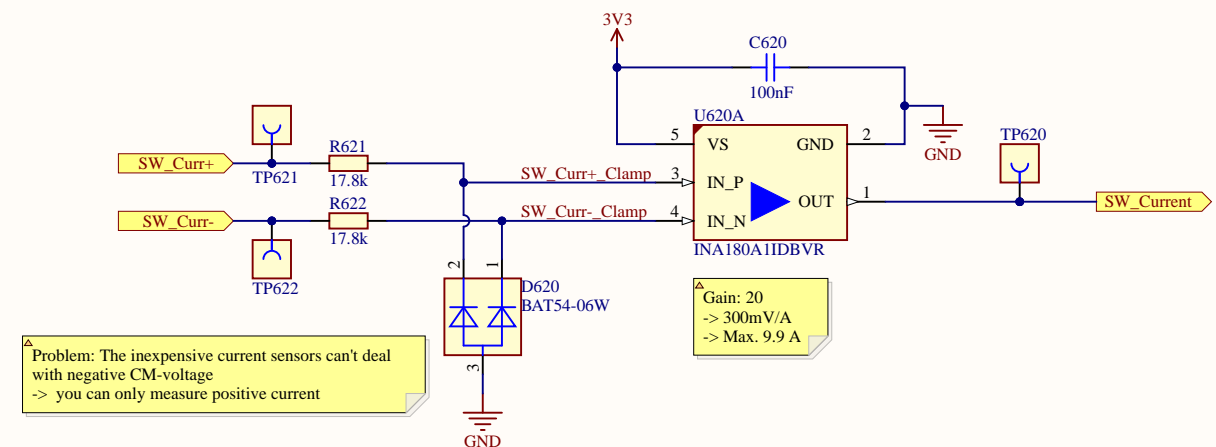 3V3
C620
100nF
U620A
5
VS
GND
2
GND
TP620
SW_Curr+
TP621
R621
17.8k
SW_Curr+_Clamp
3
IN_P
OUT
1
SW_Current
SW_Curr-
TP622
R622
17.8k
SW_Curr-_Clamp
4
IN_N
INA180A1IDBVR
2
1
D620
BAT54-06W
3
GND
Gain: 20
-> 300mV/A
-> Max. 9.9 A
Problem: The inexpensive current sensors can't deal
with negative CM-voltage
-> you can only measure positive current